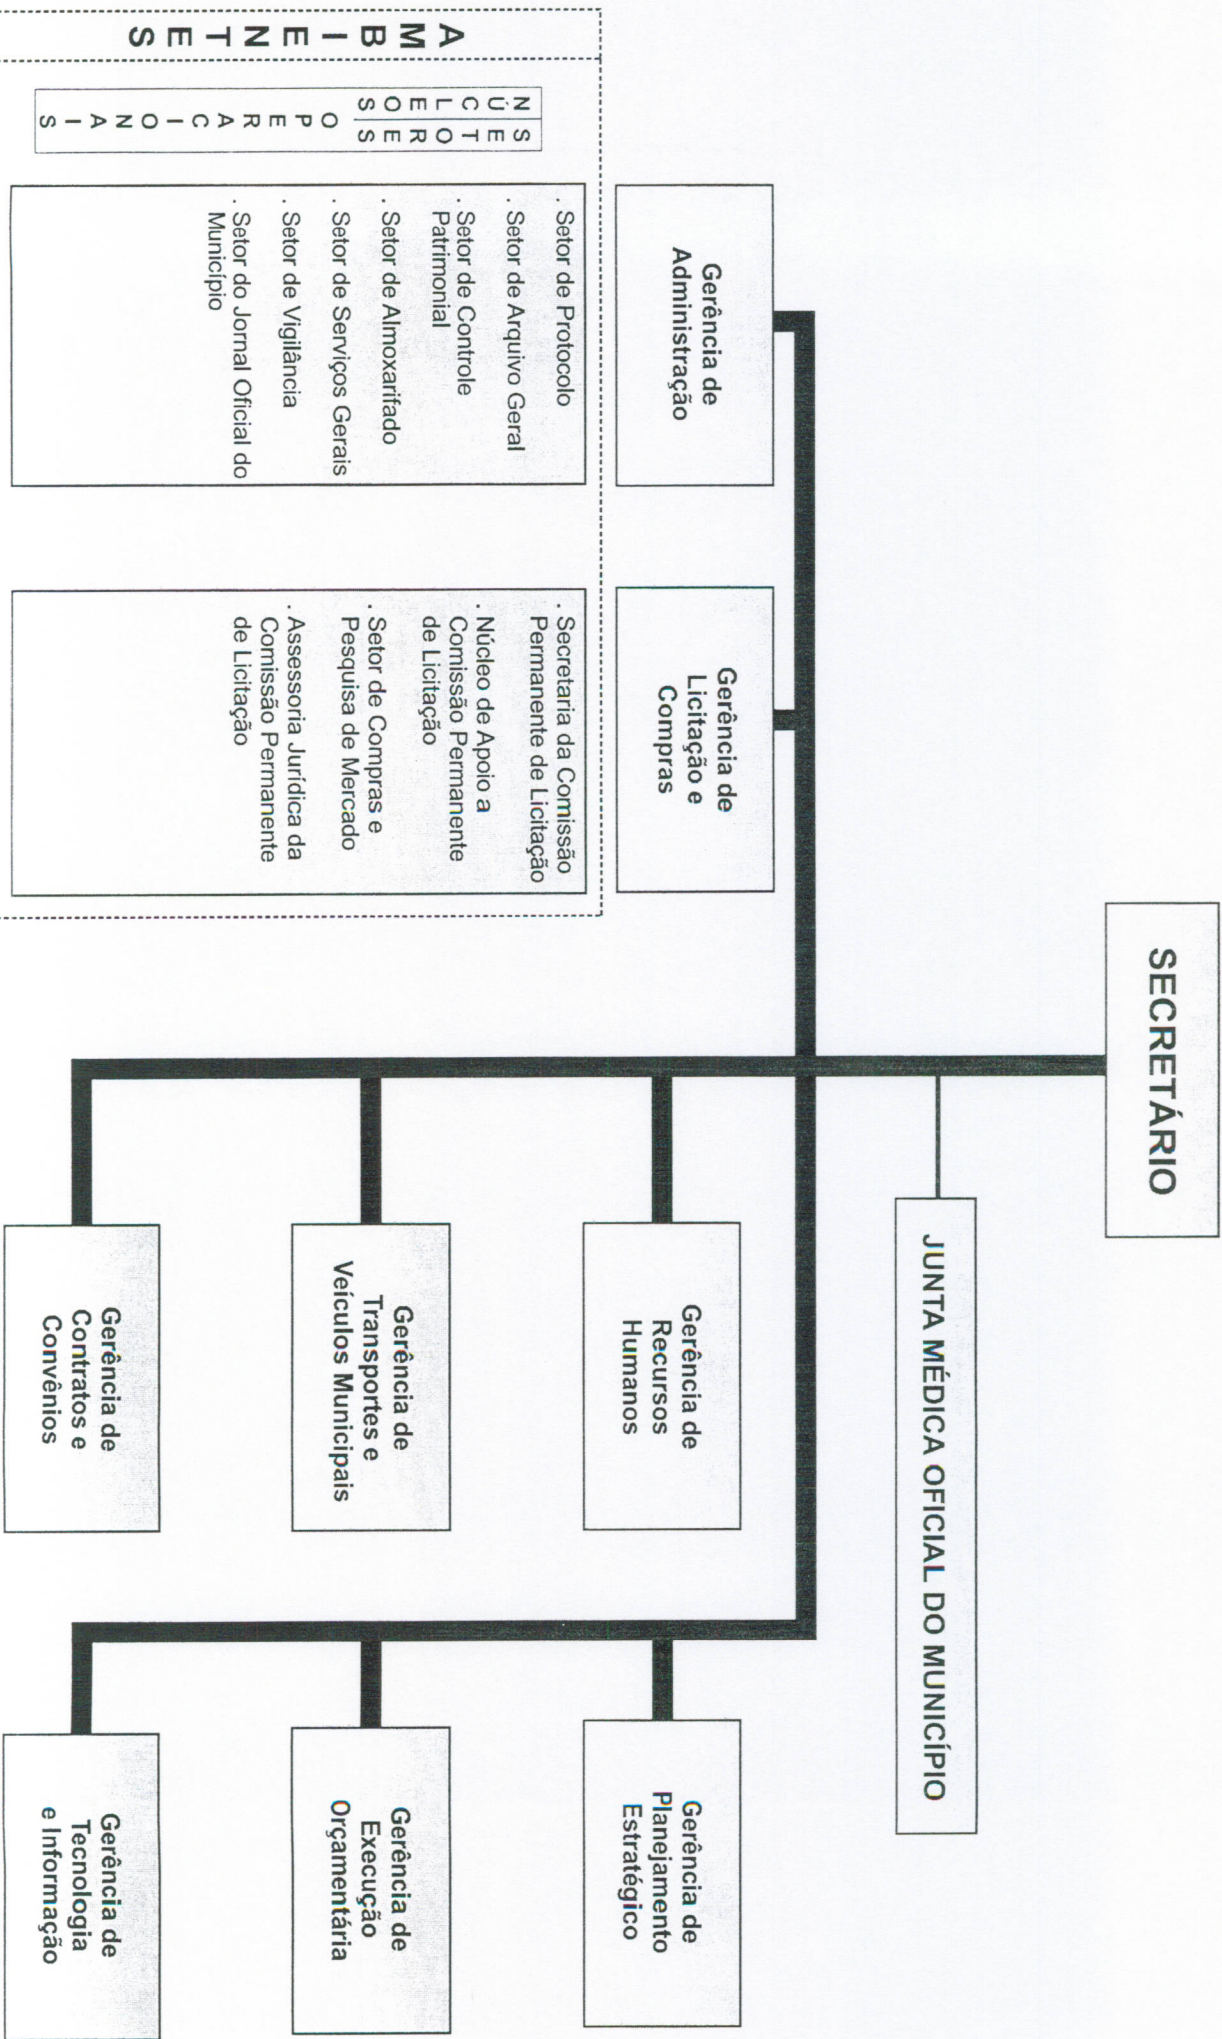 SECRETÁRIO
JUNTA MÉDICA OFICIAL DO MUNICÍPIO
Gerência de
Administração
Gerência de
Licitação e
Compras
Gerência de
Recursos
Humanos
Gerência de
Planejamento
Estratégico
Gerência de
Transportes e
Veículos Municipais
Gerência de
Execução
Orçamentária
Gerência de
Contratos e
Convênios
Gerência de
Tecnologia
e Informação
AMBIENTES
NÚCLEOS
SETORES
OPERACIONAIS
. Setor de Protocolo
. Setor de Arquivo Geral
. Setor de Controle
Patrimonial
. Setor de Almoxarifado
. Setor de Serviços Gerais
. Setor de Vigilância
. Setor do Jornal Oficial do
Município
. Secretaria da Comissão
Permanente de Licitação
. Núcleo de Apoio a
Comissão Permanente
de Licitação
. Setor de Compras e
Pesquisa de Mercado
. Assessoria Jurídica da
Comissão Permanente
de Licitação